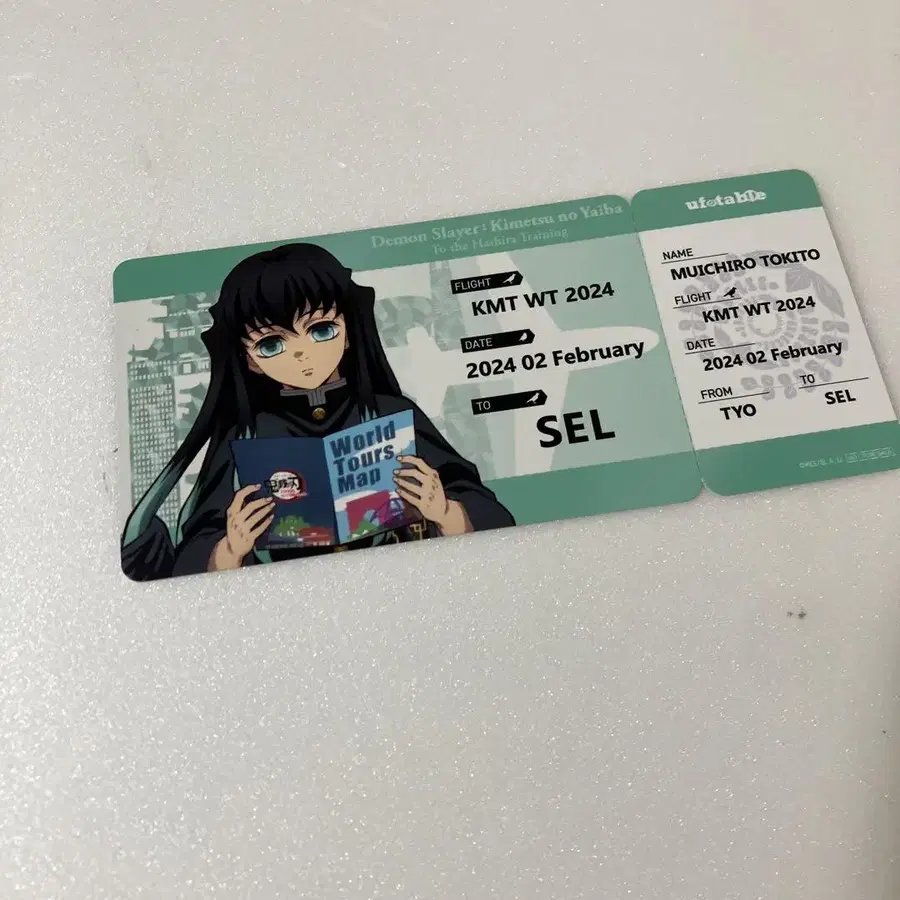 Demon Slayer: Kimetsu no Yaiba
To the Hashira Training
FLIGHT
KMT WT 2024
DATE
2024 02 February
TO
SEL
World
Tours
Map
ufotable
NAME
MUICHIRO TOKITO
FLIGHT
KMT WT 2024
DATE
2024 02 February
FROM
TO
TYO
SEL